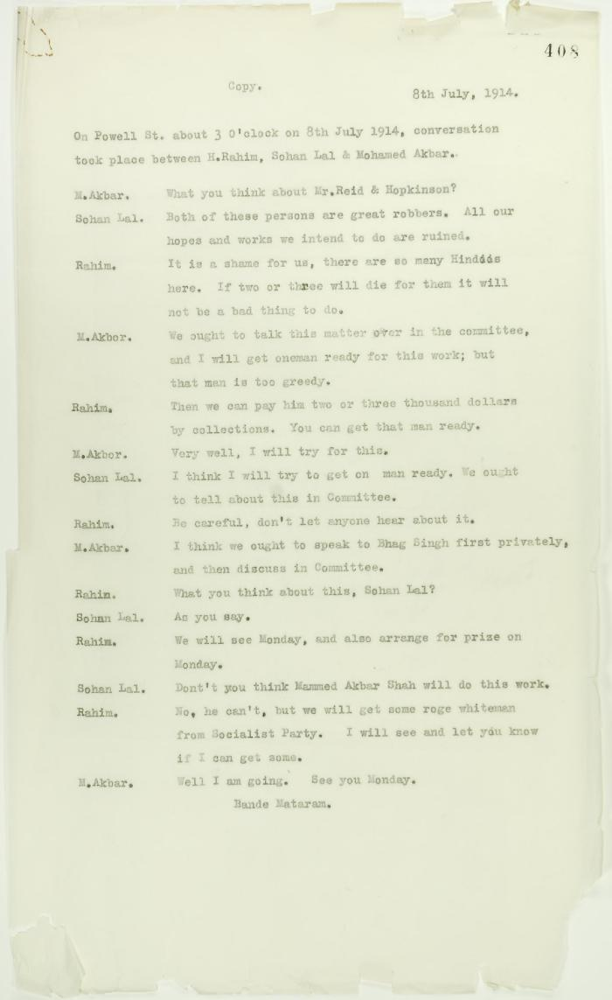 408
Copy.
8th July, 1914.
On Powell St. about 3 O'clock on 8th July 1914, conversation
took place between H.Rahim, Sohan Lal & Mohamed Akbar.
M.Akbar. What you think about Mr.Reid & Hopkinson?
Sohan Lal. Both of these persons are great robbers. All our
hopes and works we intend to do are ruined.
Rahim. It is a shame for us, there are so many Hindoos
here. If two or three will die for them it will
not be a bad thing to do.
M.Akbor. We ought to talk this matter over in the committee,
and I will get oneman ready for this work; but
that man is too greedy.
Rahim. Then we can pay him two or three thousand dollars
by collections. You can get that man ready.
M.Akbor. Very well, I will try for this.
Sohan Lal. I think I will try to get on man ready. We ought
to tell about this in Committee.
Rahim. Be careful, don't let anyone hear about it.
M.Akbar. I think we ought to speak to Bhag Singh first privately,
and then discuss in Committee.
Rahim. What you think about this, Sohan Lal?
Sohan Lal. As you say.
Rahim. We will see Monday, and also arrange for prize on
Monday.
Sohan Lal. Dont't you think Mammed Akbar Shah will do this work.
Rahim. No, he can't, but we will get some roge whiteman
from Socialist Party. I will see and let you know
if I can get some.
M.Akbar. Well I am going. See you Monday.
Bande Mataram.